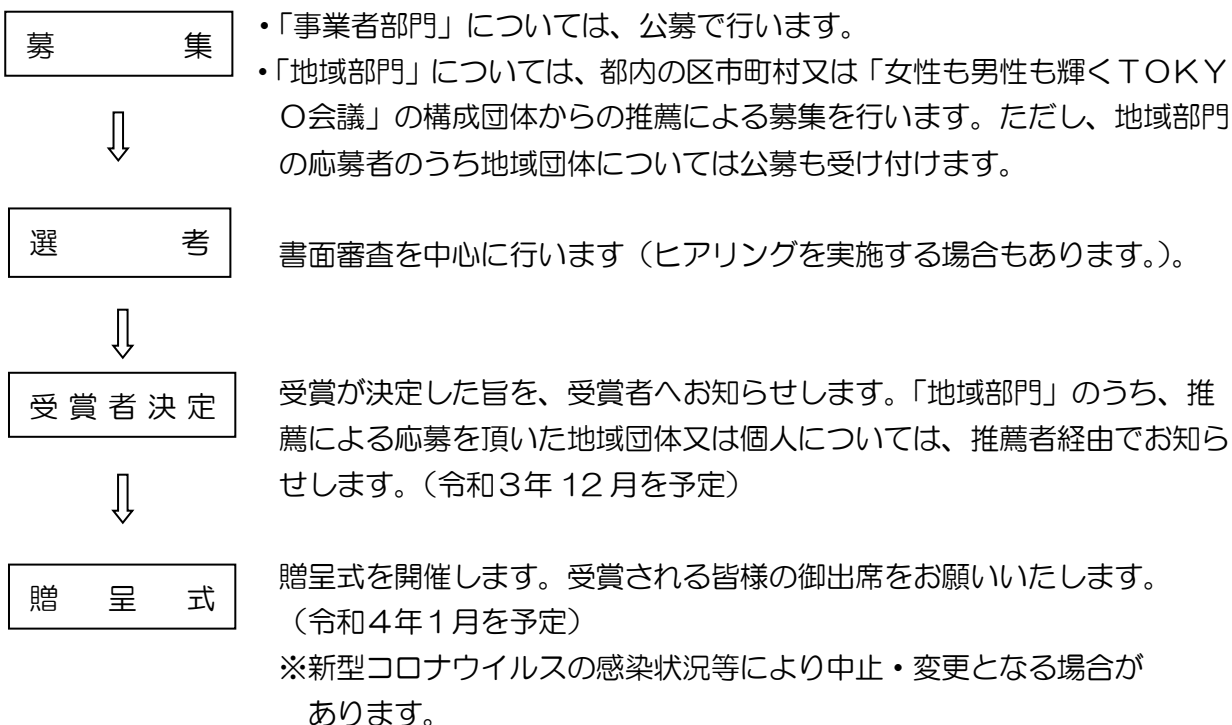 募集
・「事業者部門」については、公募で行います。
・「地域部門」については、都内の区市町村又は「女性も男性も輝くＴＯＫＹ
Ｏ会議」の構成団体からの推薦による募集を行います。ただし、地域部門
の応募者のうち地域団体については公募も受け付けます。
選考
書面審査を中心に行います（ヒアリングを実施する場合もあります。）。
受賞者決定
受賞が決定した旨を、受賞者へお知らせします。「地域部門」のうち、推
薦による応募を頂いた地域団体又は個人については、推薦者経由でお知ら
せします。（令和３年 12 月を予定）
贈呈式
贈呈式を開催します。受賞される皆様の御出席をお願いいたします。
（令和４年１月を予定）
※新型コロナウイルスの感染状況等により中止・変更となる場合が
あります。